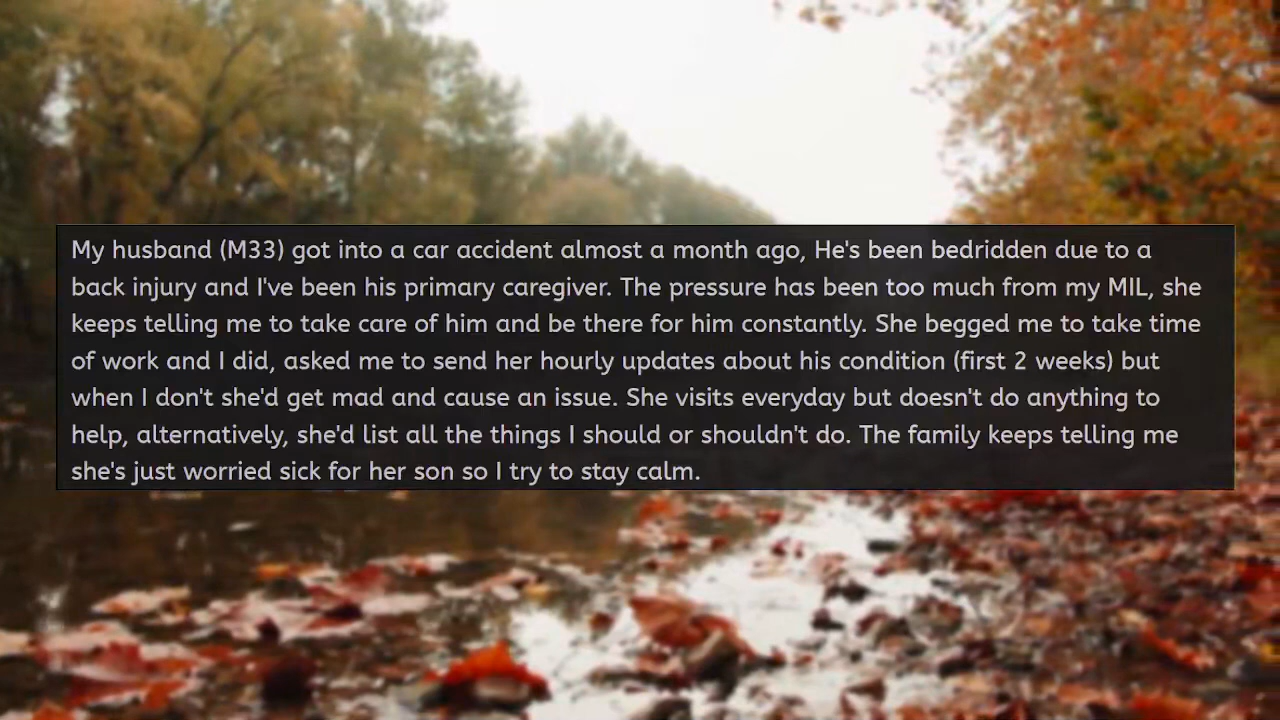 My husband (M33) got into a car accident almost a month ago, He's been bedridden due to a
back injury and I've been his primary caregiver. The pressure has been too much from my MIL, she
keeps telling me to take care of him and be there for him constantly. She begged me to take time
of work and I did, asked me to send her hourly updates about his condition (first 2 weeks) but
when I don't she'd get mad and cause an issue. She visits everyday but doesn't do anything to
help, alternatively, she'd list all the things I should or shouldn't do. The family keeps telling me
she's just worried sick for her son so I try to stay calm.